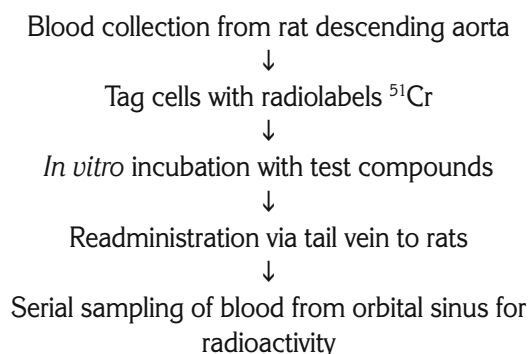 Blood collection from rat descending aorta
↓
Tag cells with radiolabels ⁵¹Cr
↓
In vitro incubation with test compounds
↓
Readministration via tail vein to rats
↓
Serial sampling of blood from orbital sinus for
radioactivity